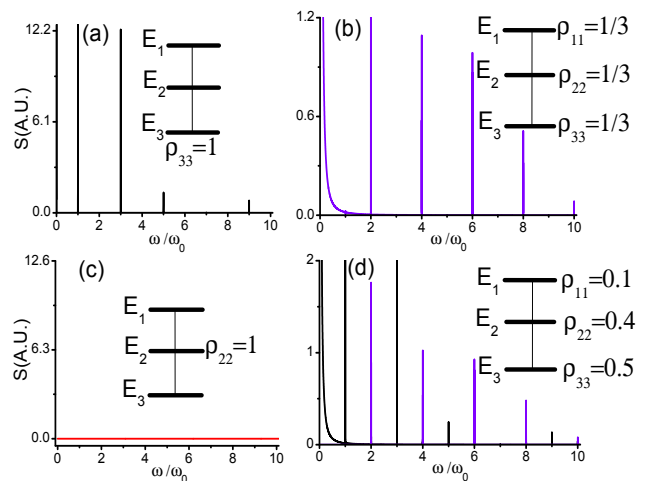 (a)
12.2
6.1
0.0
S(A.U.)
E₁
E₂
E₃
ρ₃₃=1
0 2 4 6 8 10
ω/ω₀
(b)
1.2
0.6
0.0
E₁ ρ₁₁=1/3
E₂ ρ₂₂=1/3
E₃ ρ₃₃=1/3
0 2 4 6 8 10
ω/ω₀
(c)
12.6
6.3
0.0
S(A.U.)
E₁
E₂ ρ₂₂=1
E₃
0 2 4 6 8 10
ω/ω₀
(d)
2
1
0
E₁ ρ₁₁=0.1
E₂ ρ₂₂=0.4
E₃ ρ₃₃=0.5
0 2 4 6 8 10
ω/ω₀